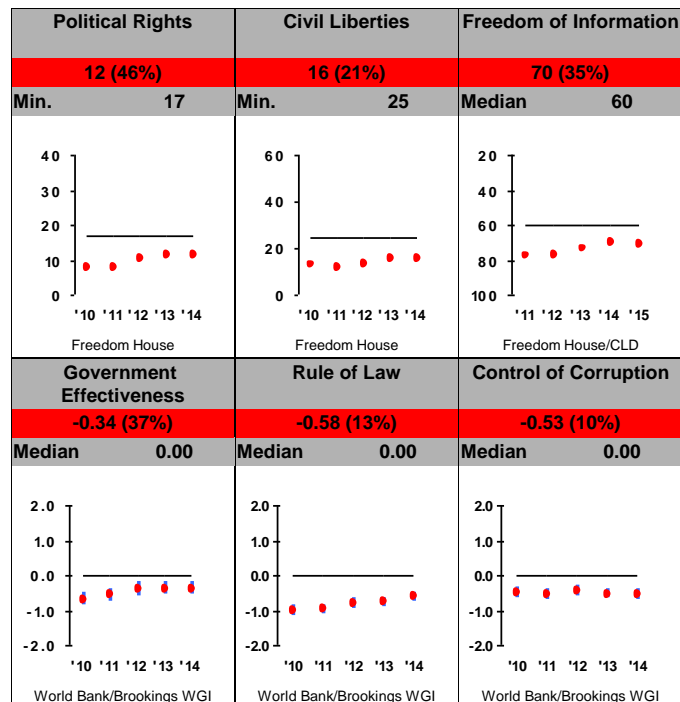 Political Rights
12 (46%)
Min. 17
40
30
20
10
0
'10 '11 '12 '13 '14
Freedom House
Civil Liberties
16 (21%)
Min. 25
60
40
20
0
'10 '11 '12 '13 '14
Freedom House
Freedom of Information
70 (35%)
Median 60
20
40
60
80
100
'11 '12 '13 '14 '15
Freedom House/CLD
Government
Effectiveness
-0.34 (37%)
Median 0.00
2.0
1.0
0.0
-1.0
-2.0
'10 '11 '12 '13 '14
World Bank/Brookings WGI
Rule of Law
-0.58 (13%)
Median 0.00
2.0
1.0
0.0
-1.0
-2.0
'10 '11 '12 '13 '14
World Bank/Brookings WGI
Control of Corruption
-0.53 (10%)
Median 0.00
2.0
1.0
0.0
-1.0
-2.0
'10 '11 '12 '13 '14
World Bank/Brookings WGI